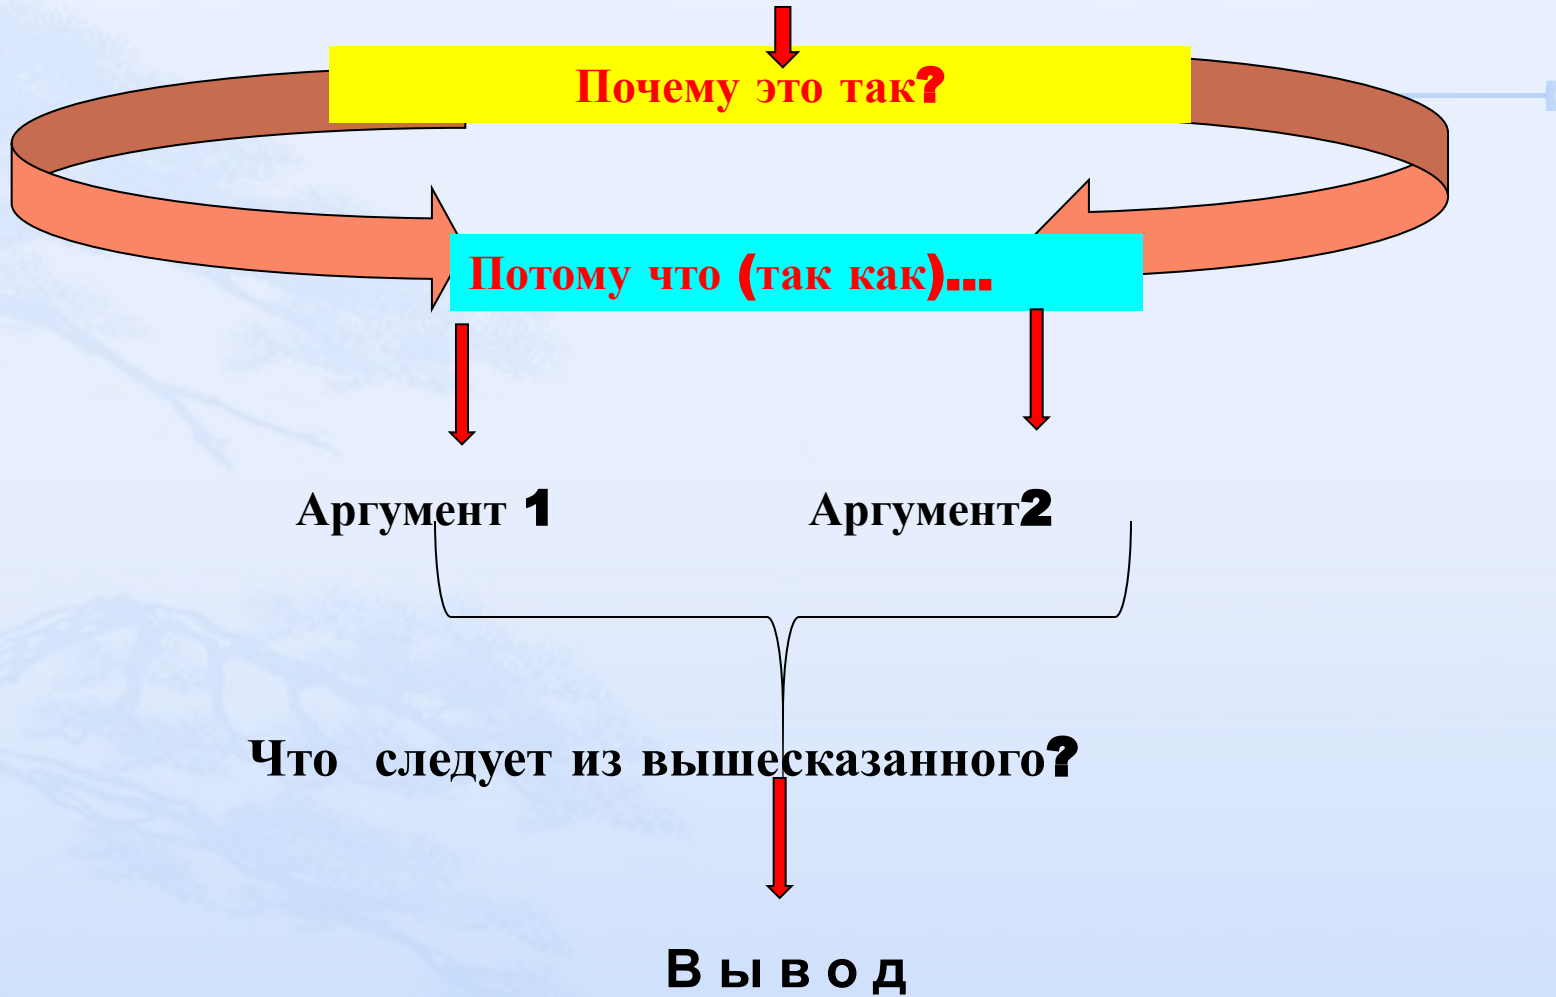 Почему это так?
Потому что (так как)...
Аргумент 1
Аргумент2
Что следует из вышесказанного?
В ы в о д